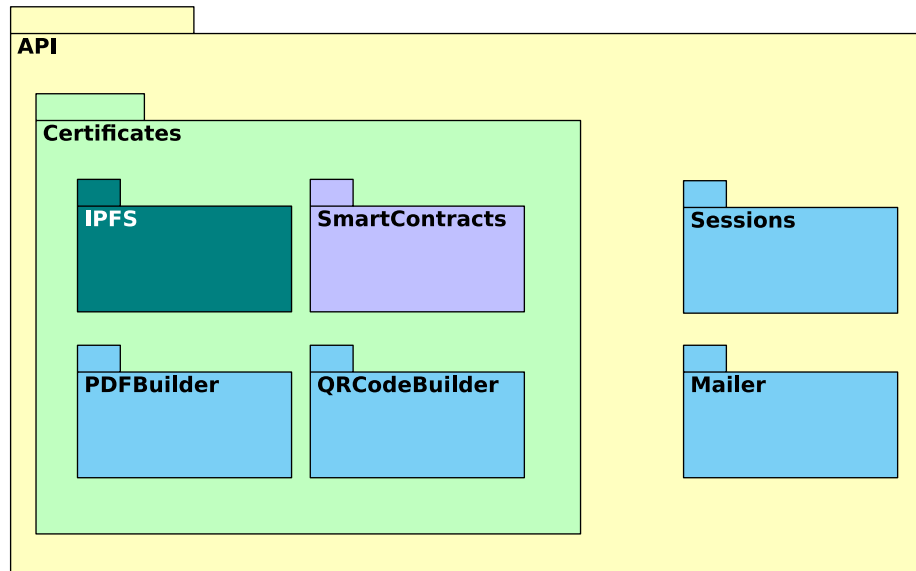 API
Certificates
IPFS
SmartContracts
Sessions
PDFBuilder
QRCodeBuilder
Mailer